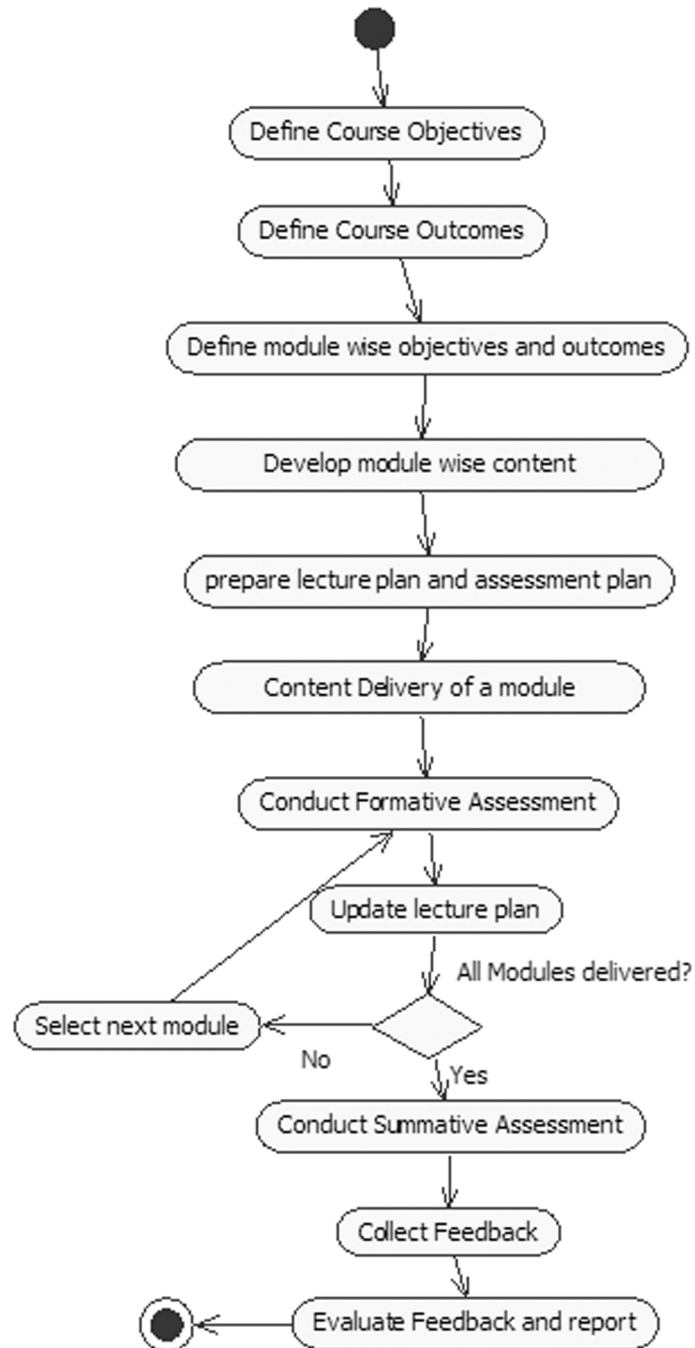 Define Course Objectives
Define Course Outcomes
Define module wise objectives and outcomes
Develop module wise content
prepare lecture plan and assessment plan
Content Delivery of a module
Conduct Formative Assessment
Update lecture plan
All Modules delivered?
Select next module
No
Yes
Conduct Summative Assessment
Collect Feedback
Evaluate Feedback and report